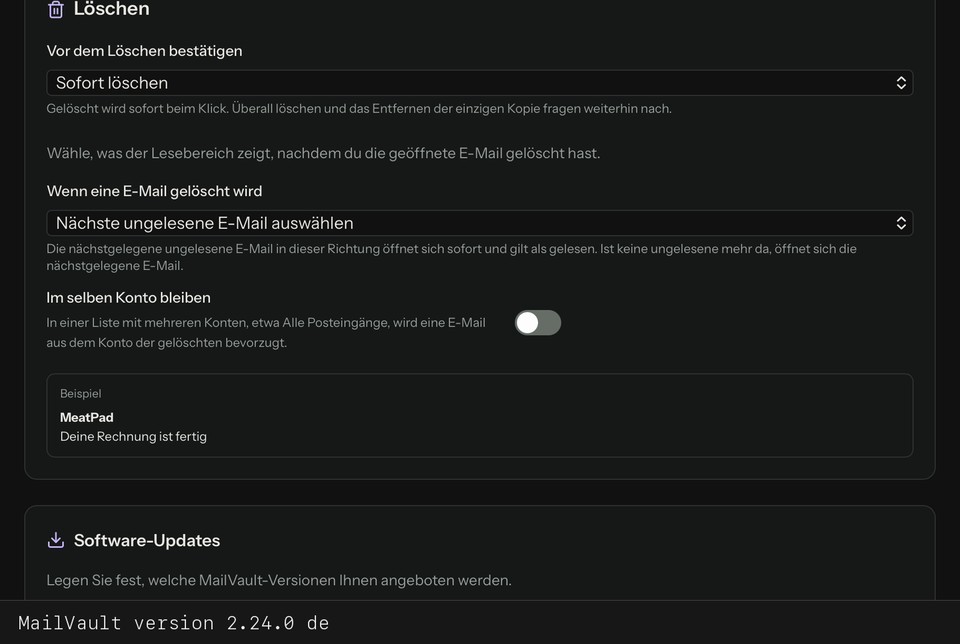 Löschen
Vor dem Löschen bestätigen
Sofort löschen
Gelöscht wird sofort beim Klick. Überall löschen und das Entfernen der einzigen Kopie fragen weiterhin nach.
Wähle, was der Lesebereich zeigt, nachdem du die geöffnete E-Mail gelöscht hast.
Wenn eine E-Mail gelöscht wird
Nächste ungelesene E-Mail auswählen
Die nächstgelegene ungelesene E-Mail in dieser Richtung öffnet sich sofort und gilt als gelesen. Ist keine ungelesene mehr da, öffnet sich die
nächstgelegene E-Mail.
Im selben Konto bleiben
In einer Liste mit mehreren Konten, etwa Alle Posteingänge, wird eine E-Mail
aus dem Konto der gelöschten bevorzugt.
Beispiel
MeatPad
Deine Rechnung ist fertig
Software-Updates
Legen Sie fest, welche MailVault-Versionen Ihnen angeboten werden.
MailVault version 2.24.0 de